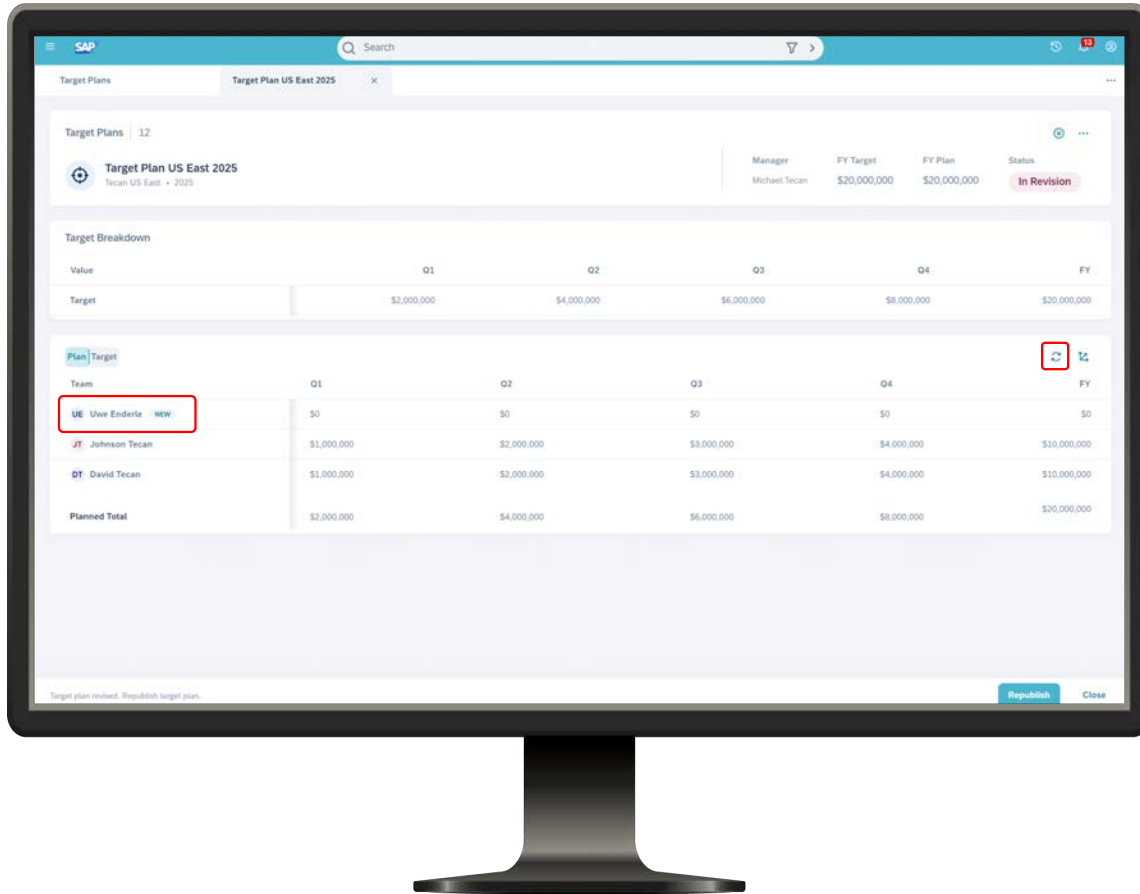 SAP
Search
13
Target Plans
Target Plan US East 2025
Target Plans 12
Target Plan US East 2025
Tecan US East • 2025
Manager FY Target FY Plan Status
Michael Tecan $20,000,000 $20,000,000 In Revision
Target Breakdown
Value Q1 Q2 Q3 Q4 FY
Target $2,000,000 $4,000,000 $6,000,000 $8,000,000 $20,000,000
Plan Target
Team Q1 Q2 Q3 Q4 FY
UE Uwe Enderle NEW $0 $0 $0 $0 $0
JT Johnson Tecan $1,000,000 $2,000,000 $3,000,000 $4,000,000 $10,000,000
DT David Tecan $1,000,000 $2,000,000 $3,000,000 $4,000,000 $10,000,000
Planned Total $2,000,000 $4,000,000 $6,000,000 $8,000,000 $20,000,000
Target plan revised. Republish target plan.
Republish Close